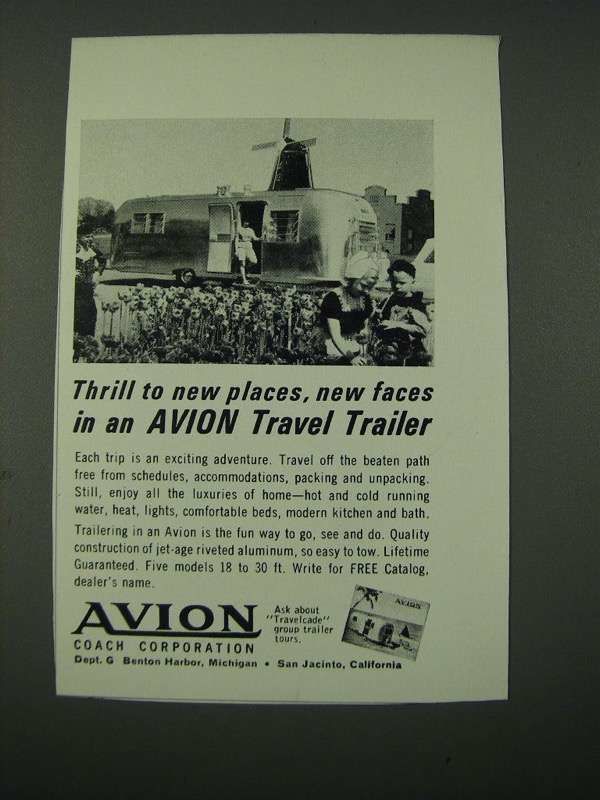 Thrill to new places, new faces
in an AVION Travel Trailer
Each trip is an exciting adventure. Travel off the beaten path
free from schedules, accommodations, packing and unpacking.
Still, enjoy all the luxuries of home—hot and cold running
water, heat, lights, comfortable beds, modern kitchen and bath.
Trailering in an Avion is the fun way to go, see and do. Quality
construction of jet-age riveted aluminum, so easy to tow. Lifetime
Guaranteed. Five models 18 to 30 ft. Write for FREE Catalog,
dealer's name.
AVION
COACH CORPORATION
Ask about
"Travelcade"
group trailer
tours.
AVION
Dept. G Benton Harbor, Michigan • San Jacinto, California